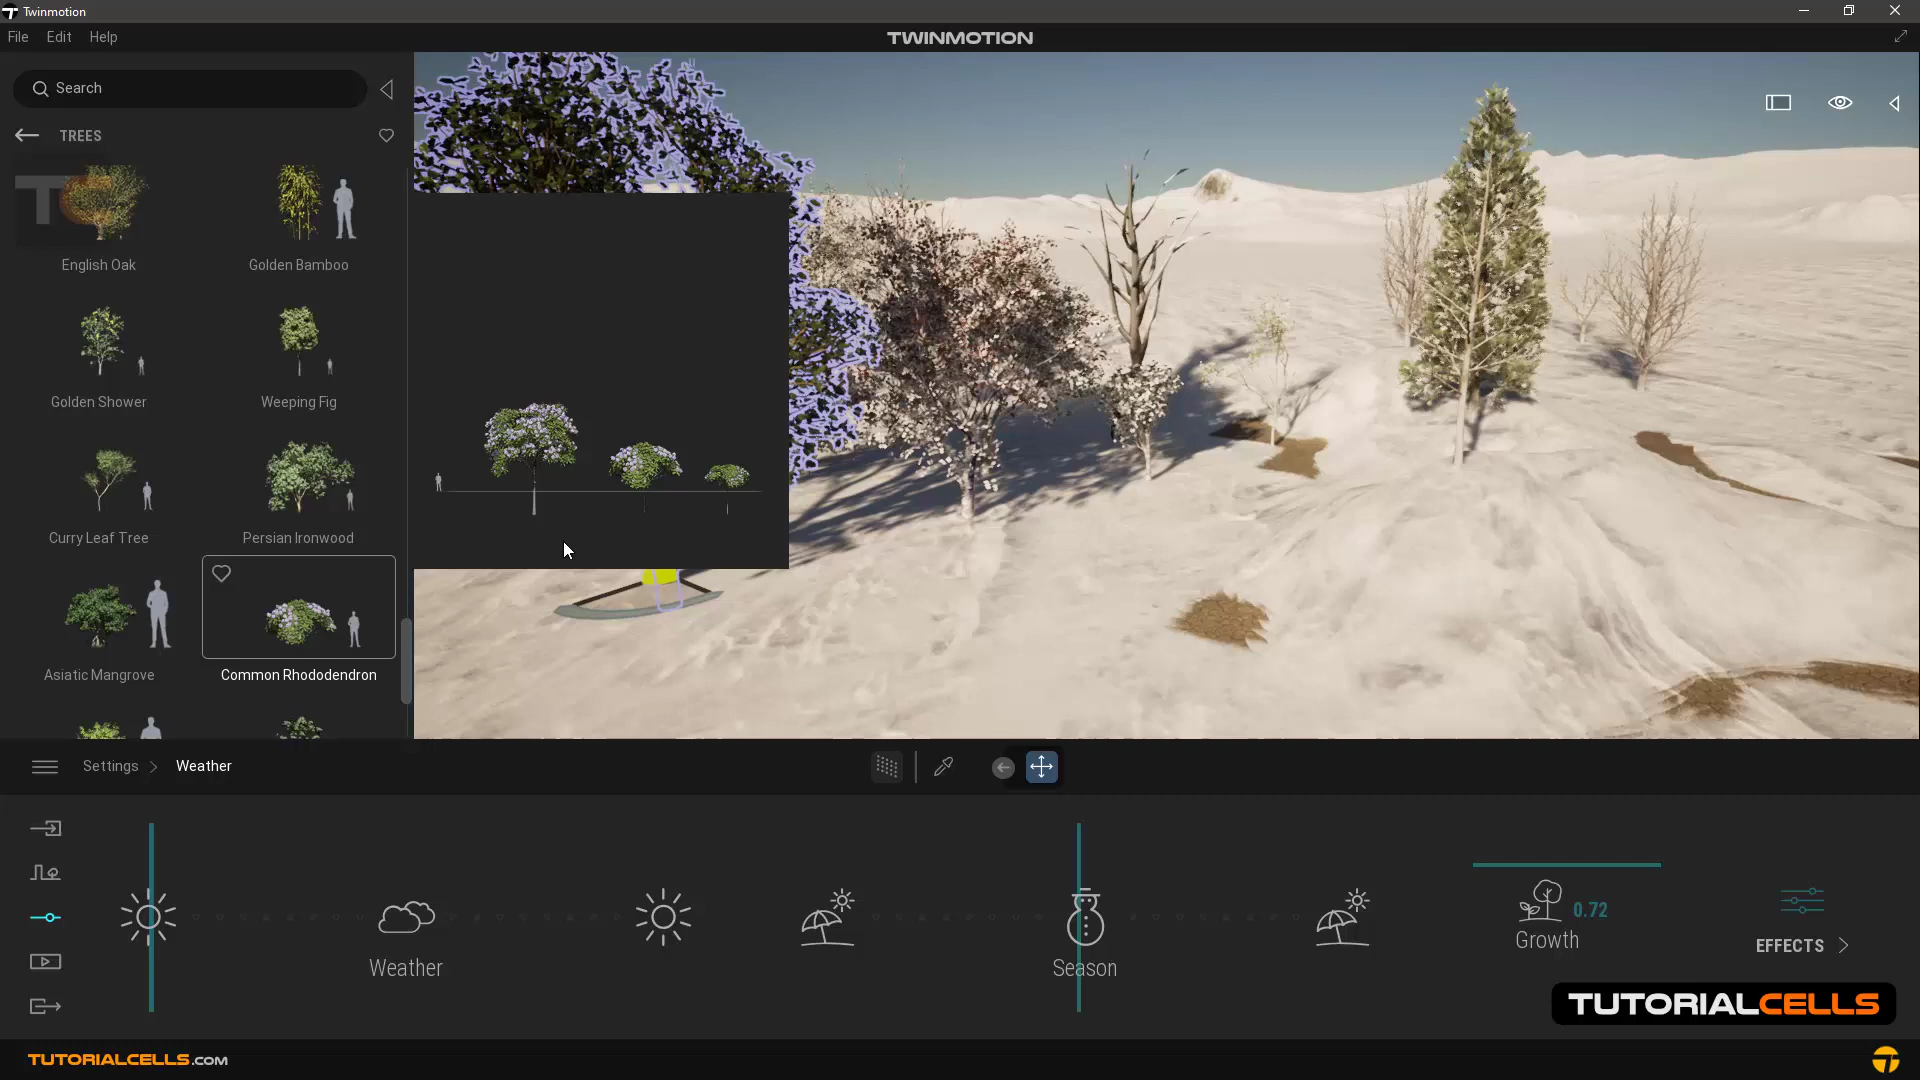 Twinmotion
File Edit Help
TWINMOTION
Search
TREES
TC
English Oak
Golden Bamboo
Golden Shower
Weeping Fig
Curry Leaf Tree
Persian Ironwood
Asiatic Mangrove
Common Rhododendron
Settings Weather
Weather
Season
0.72
Growth
EFFECTS
TUTORIALCELLS
TUTORIALCELLS.COM